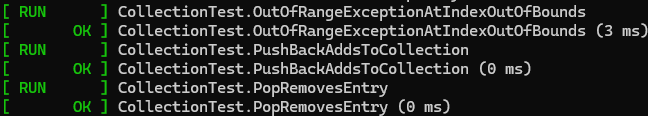 [ RUN      ] CollectionTest.OutOfRangeExceptionAtIndexOutOfBounds
[       OK ] CollectionTest.OutOfRangeExceptionAtIndexOutOfBounds (3 ms)
[ RUN      ] CollectionTest.PushBackAddsToCollection
[       OK ] CollectionTest.PushBackAddsToCollection (0 ms)
[ RUN      ] CollectionTest.PopRemovesEntry
[       OK ] CollectionTest.PopRemovesEntry (0 ms)